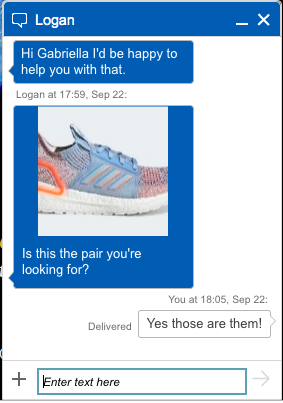 Logan
Hi Gabriella I'd be happy to
help you with that.
Logan at 17:59, Sep 22:
Is this the pair you're
looking for?
You at 18:05, Sep 22:
Delivered
Yes those are them!
Enter text here